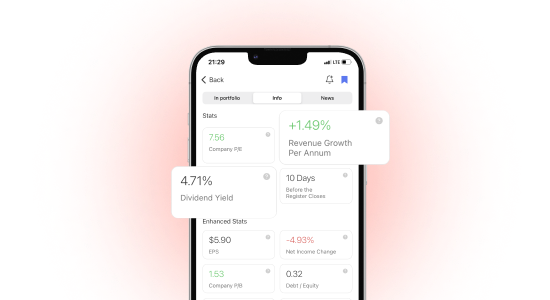 21:29
LTE
Back
In portfolio
Info
News
Stats
7.56
Company P/E
+1.49%
Revenue Growth
Per Annum
4.71%
Dividend Yield
10 Days
Before the
Register Closes
Enhanced Stats
$5.90
EPS
-4.93%
Net Income Change
1.53
Company P/B
0.32
Debt / Equity